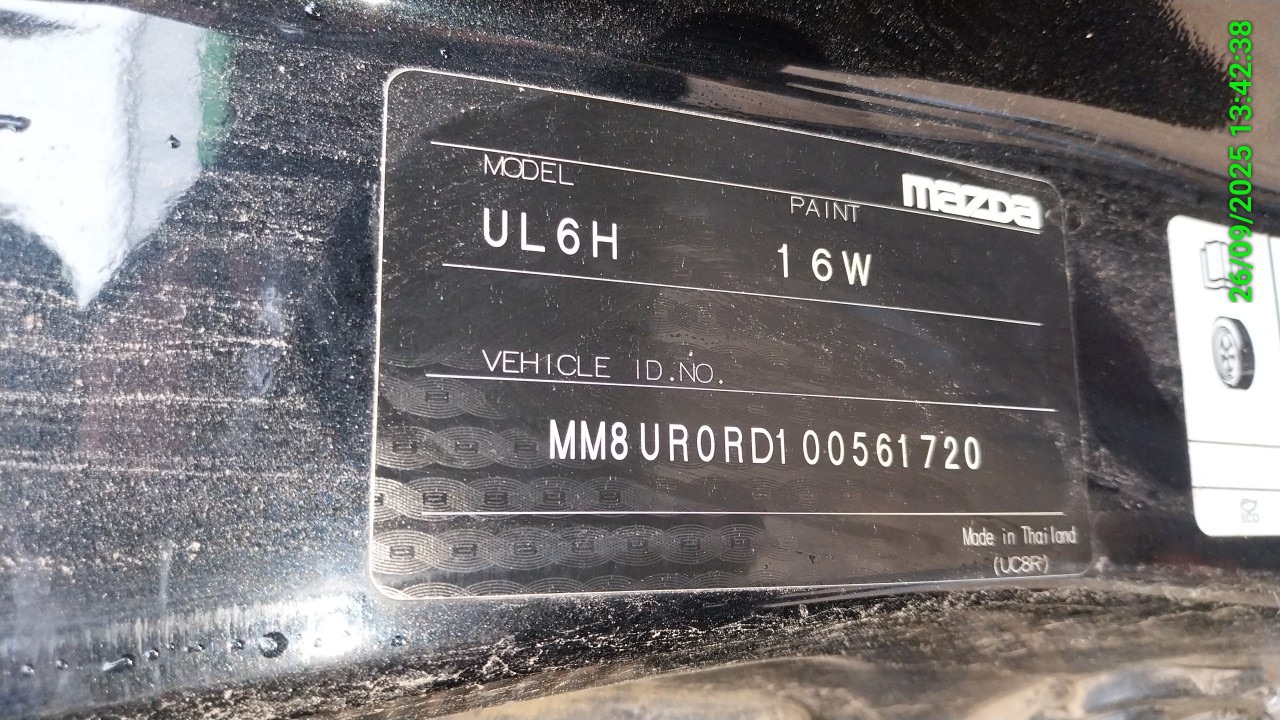 mazda
MODEL
PAINT
UL6H
16W
VEHICLE ID.NO.
MM8UR0RD100561720
Made in Thailand
(UC8R)
26/09/2025 13:42:38